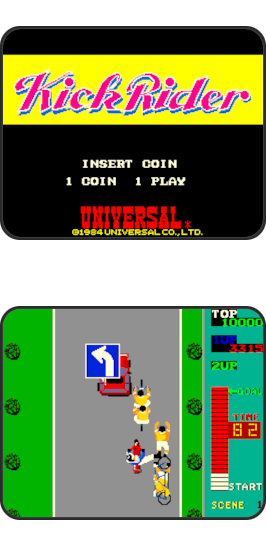 Kick Rider
INSERT COIN
1 COIN 1 PLAY
UNIVERSAL
©1984 UNIVERSAL CO., LTD.
TOP
10000
1UP
3315
2UP
GOAL
TIME
82
START
SCENE 1